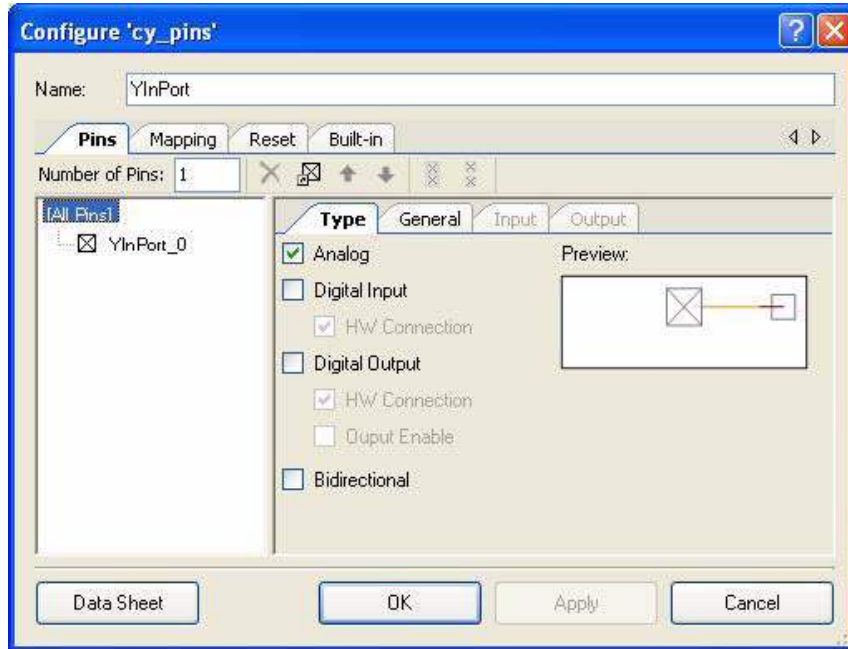 Configure 'cy_pins'
Name: YInPort
Pins Mapping Reset Built-in
Number of Pins: 1
[All Pins]
YInPort_0
Type General Input Output
Analog
Preview:
Digital Input
HW Connection
Digital Output
HW Connection
Ouput Enable
Bidirectional
Data Sheet OK Apply Cancel